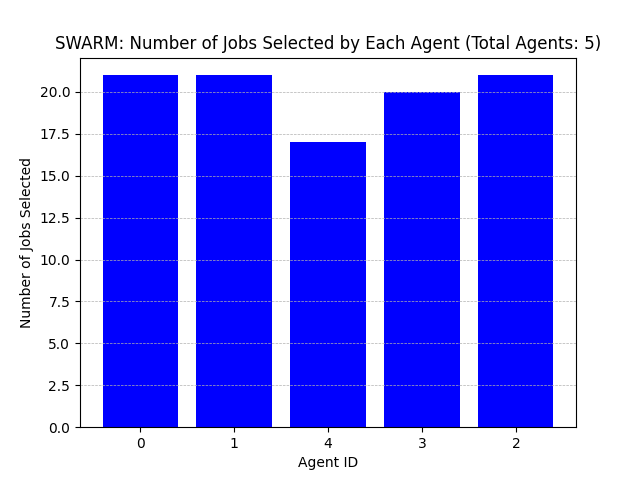 SWARM: Number of Jobs Selected by Each Agent (Total Agents: 5)
Number of Jobs Selected
20.0
17.5
15.0
12.5
10.0
7.5
5.0
2.5
0.0
0 1 4 3 2
Agent ID